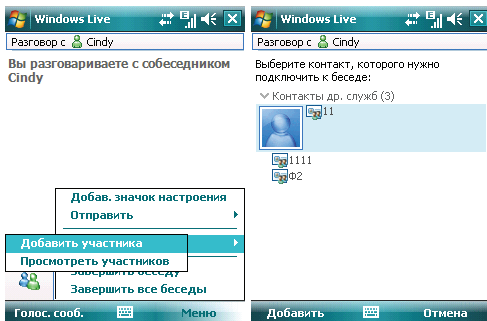 Windows Live
Разговор с Cindy
Вы разговариваете с собеседником
Cindy
Добав. значок настроения
Отправить
Добавить участника
Просмотреть участников
Завершить беседу
Завершить все беседы
Голос. сооб.
Меню
Windows Live
Разговор с Cindy
Выберите контакт, которого нужно
подключить к беседе:
Контакты др. служб (3)
11
1111
Ф2
Добавить
Отмена